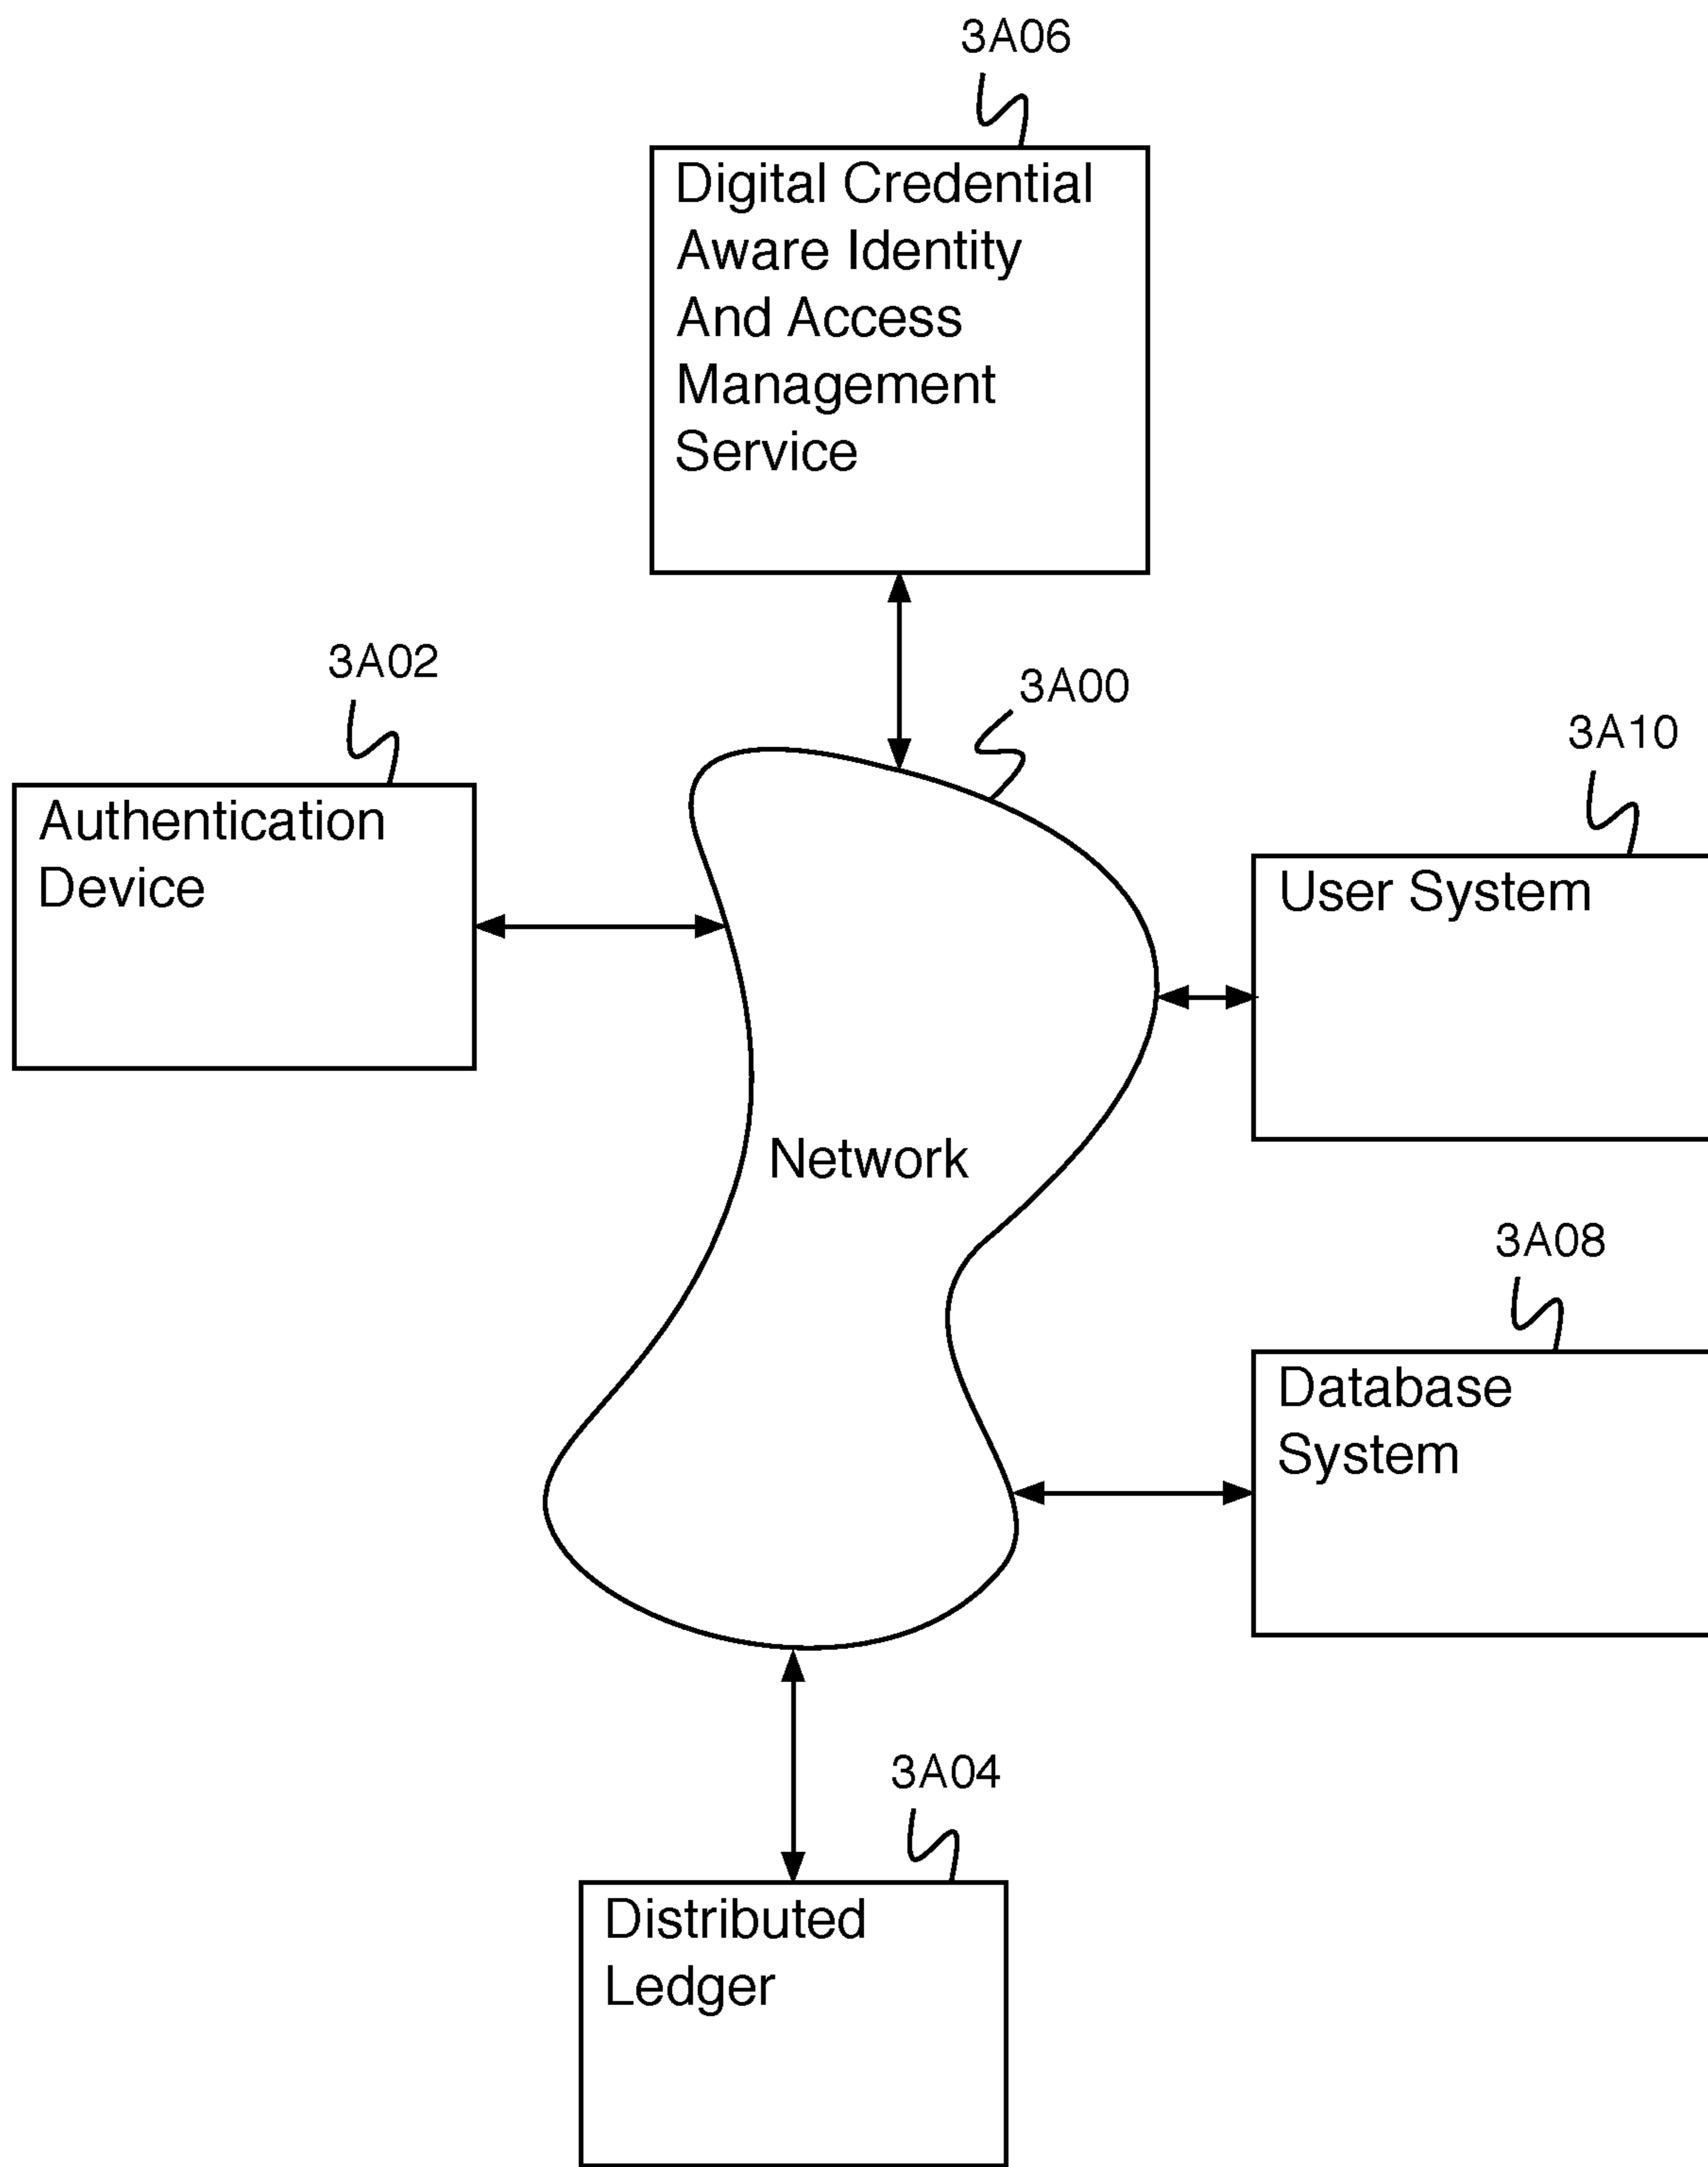 3A06
Digital Credential
Aware Identity
And Access
Management
Service
3A02
3A00
3A10
Authentication
Device
User System
Network
3A08
Database
System
3A04
Distributed
Ledger